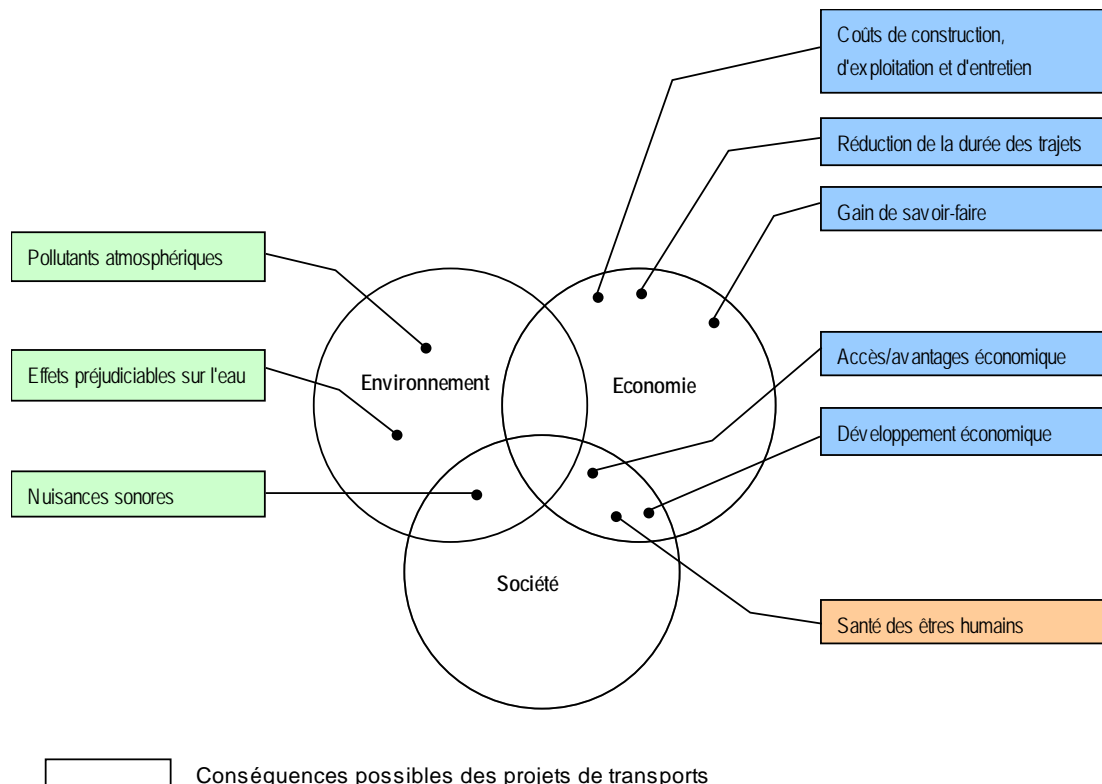 Coûts de construction,
d'exploitation et d'entretien
Réduction de la durée des trajets
Gain de savoir-faire
Pollutants atmosphériques
Effets préjudiciables sur l'eau
Environnement
Economie
Accès/avantages économique
Développement économique
Nuisances sonores
Société
Santé des êtres humains
Conséquences possibles des projets de transports